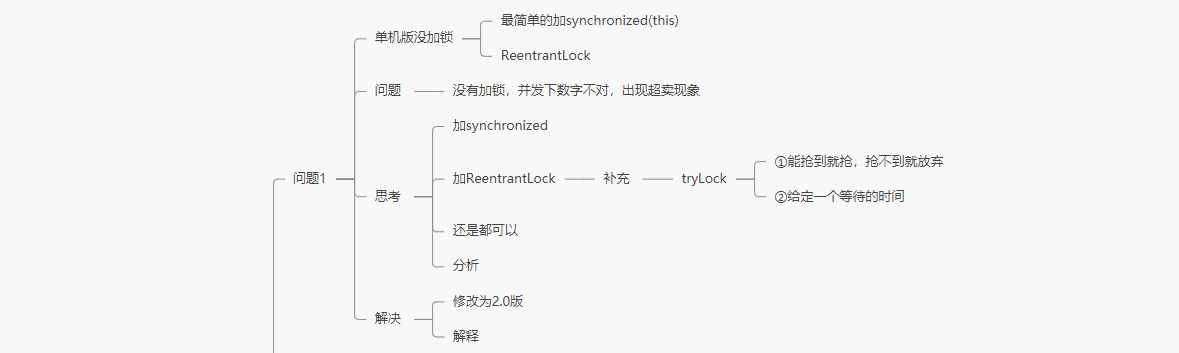 最简单的加synchronized(this)
单机版没加锁
ReentrantLock
问题
没有加锁，并发下数字不对，出现超卖现象
加synchronized
①能抢到就抢，抢不到就放弃
问题1
加ReentrantLock
补充
tryLock
思考
②给定一个等待的时间
还是都可以
分析
修改为2.0版
解决
解释